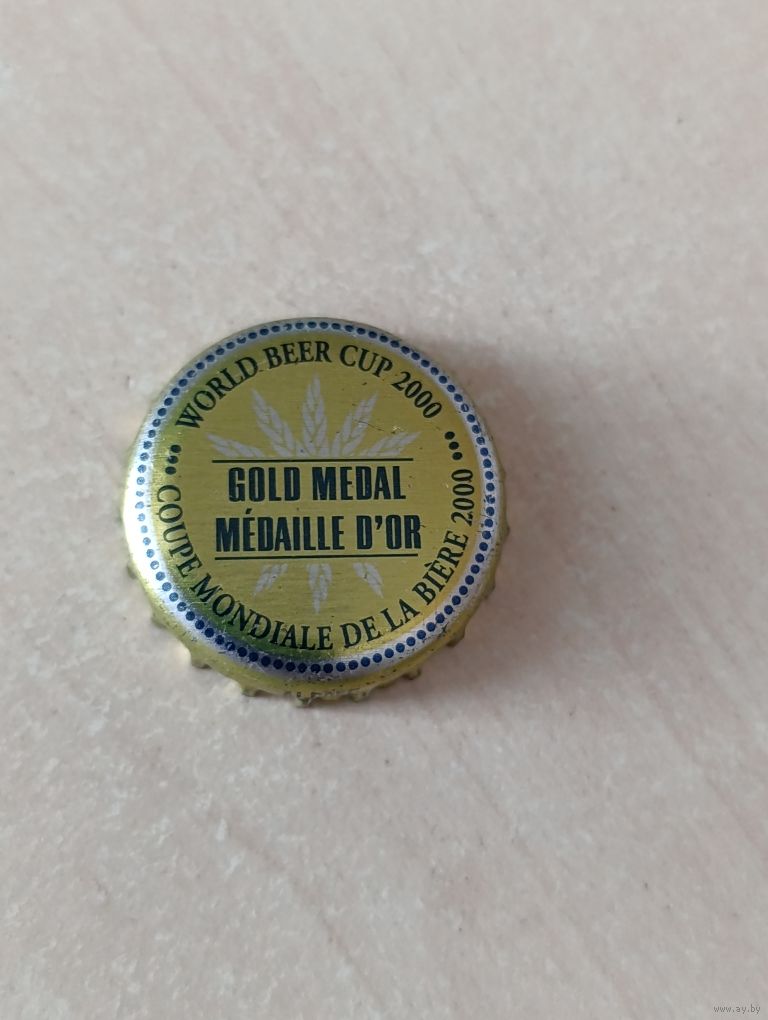 WORLD BEER CUP 2000
GOLD MEDAL
MÉDAILLE D'OR
COUPE MONDIALE DE LA BIÈRE 2000
www.ay.by